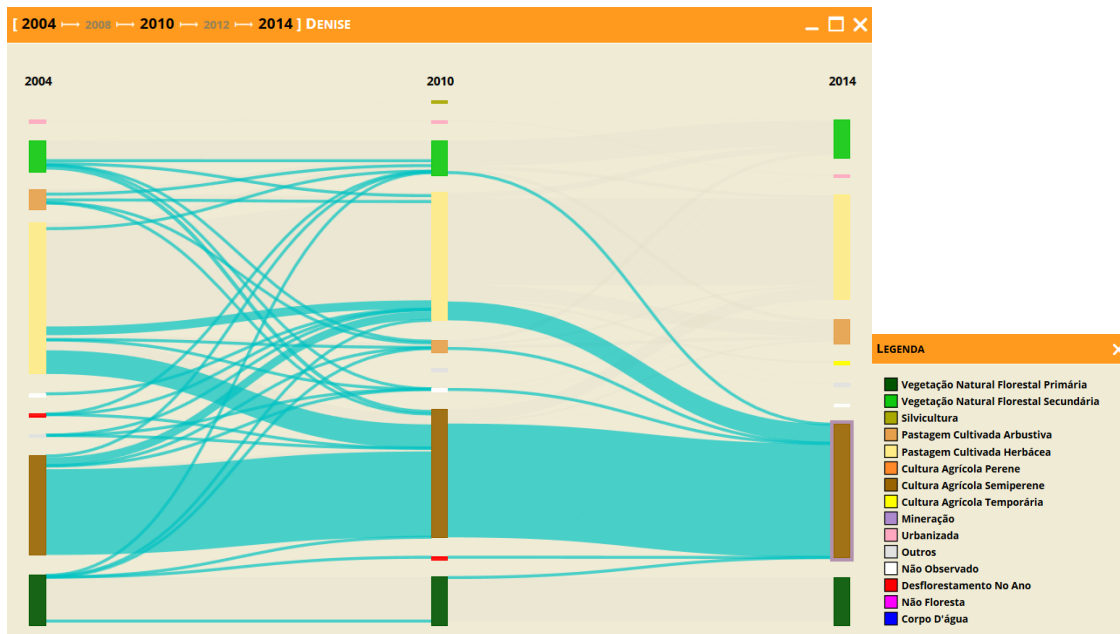 [ 2004 ⟼ 2008 ⟼ 2010 ⟼ 2012 ⟼ 2014 ] DENISE
2004 2010 2014
LEGENDA
Vegetação Natural Florestal Primária
Vegetação Natural Florestal Secundária
Silvicultura
Pastagem Cultivada Arbustiva
Pastagem Cultivada Herbácea
Cultura Agrícola Perene
Cultura Agrícola Semiperene
Cultura Agrícola Temporária
Mineração
Urbanizada
Outros
Não Observado
Desflorestamento No Ano
Não Floresta
Corpo D'água